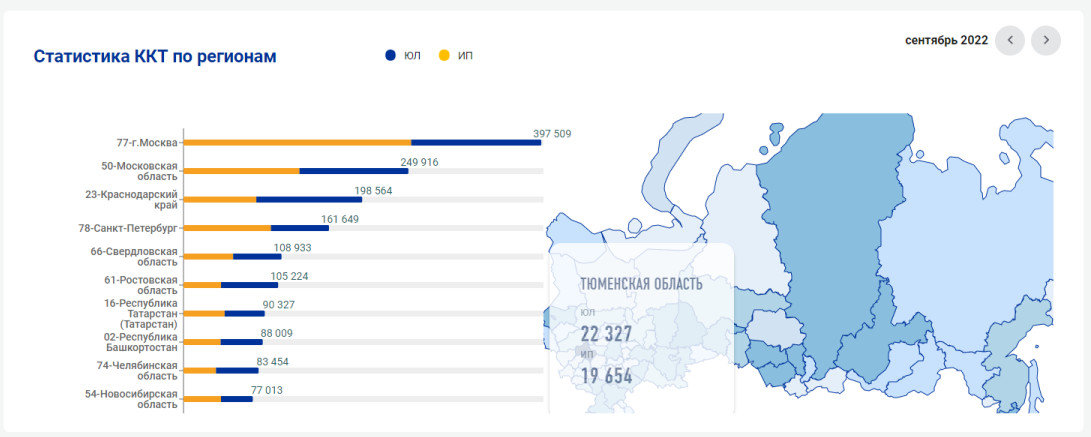 Статистика ККТ по регионам
ЮЛ
ИП
сентябрь 2022
77-г.Москва
397 509
50-Московская
область
249 916
23-Краснодарский
край
198 564
78-Санкт-Петербург
161 649
66-Свердловская
область
108 933
61-Ростовская
область
105 224
16-Республика
Татарстан
(Татарстан)
90 327
02-Республика
Башкортостан
88 009
74-Челябинская
область
83 454
54-Новосибирская
область
77 013
ТЮМЕНСКАЯ ОБЛАСТЬ
ЮЛ
22 327
ИП
19 654